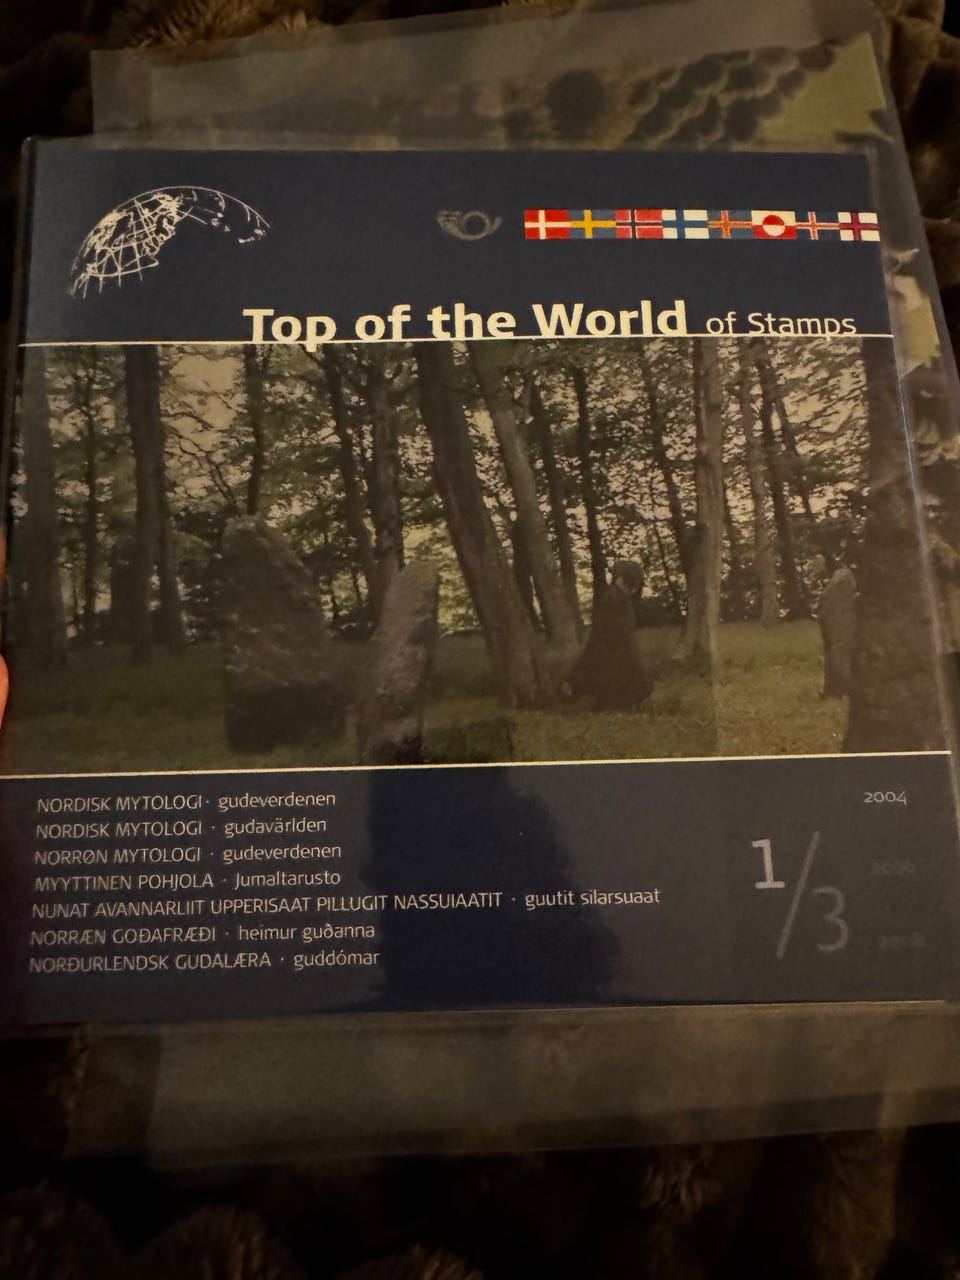 Top of the World of Stamps
NORDISK MYTOLOGI · gudeverdenen
NORDISK MYTOLOGI · gudavärlden
NORRØN MYTOLOGI · gudeverdenen
MYYTTINEN POHJOLA · Jumaltarusto
NUNAT AVANNARLIIT UPPERISAAT PILLUGIT NASSUIAATIT · guutit silarsuaat
NORRÆN GOÐAFRÆÐI · heimur guðanna
NORÐURLENDSK GUDALÆRA · guddómar
2004
1/3
2006
2008